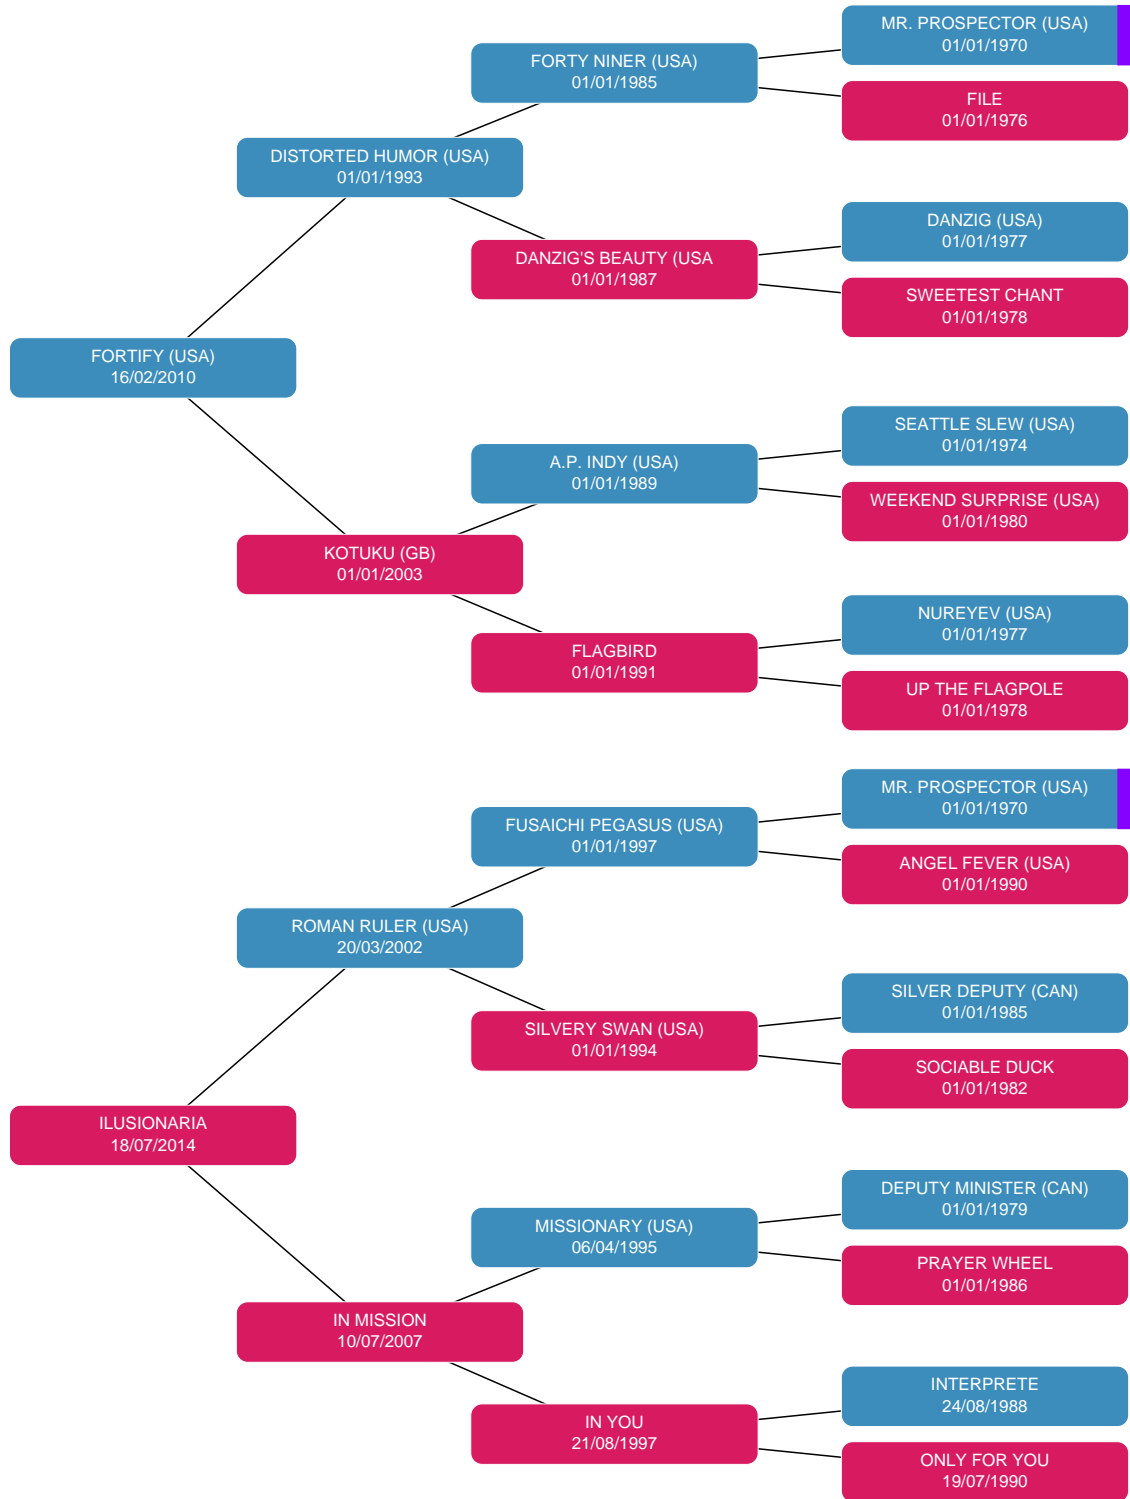 MR. PROSPECTOR (USA)
01/01/1970
FORTY NINER (USA)
01/01/1985
FILE
01/01/1976
DISTORTED HUMOR (USA)
01/01/1993
DANZIG (USA)
01/01/1977
DANZIG'S BEAUTY (USA
01/01/1987
SWEETEST CHANT
01/01/1978
FORTIFY (USA)
16/02/2010
SEATTLE SLEW (USA)
01/01/1974
A.P. INDY (USA)
01/01/1989
WEEKEND SURPRISE (USA)
01/01/1980
KOTUKU (GB)
01/01/2003
NUREYEV (USA)
01/01/1977
FLAGBIRD
01/01/1991
UP THE FLAGPOLE
01/01/1978
MR. PROSPECTOR (USA)
01/01/1970
FUSAICHI PEGASUS (USA)
01/01/1997
ANGEL FEVER (USA)
01/01/1990
ROMAN RULER (USA)
20/03/2002
SILVER DEPUTY (CAN)
01/01/1985
SILVERY SWAN (USA)
01/01/1994
SOCIABLE DUCK
01/01/1982
ILUSIONARIA
18/07/2014
DEPUTY MINISTER (CAN)
01/01/1979
MISSIONARY (USA)
06/04/1995
PRAYER WHEEL
01/01/1986
IN MISSION
10/07/2007
INTERPRETE
24/08/1988
IN YOU
21/08/1997
ONLY FOR YOU
19/07/1990